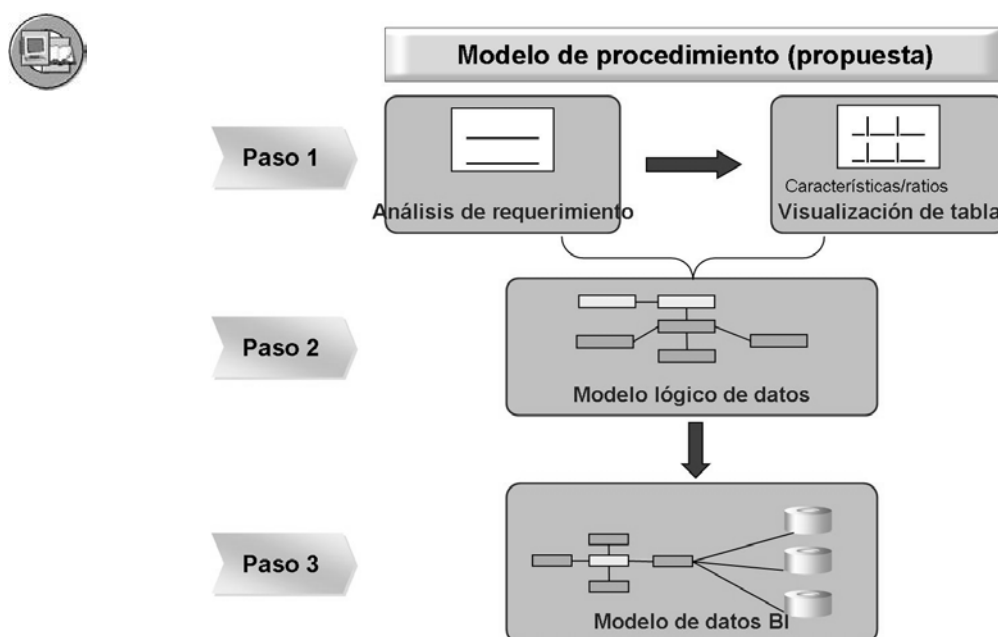 Modelo de procedimiento (propuesta)
Paso 1
Análisis de requerimiento
Características/ratios
Visualización de tabla
Paso 2
Modelo lógico de datos
Paso 3
Modelo de datos BI